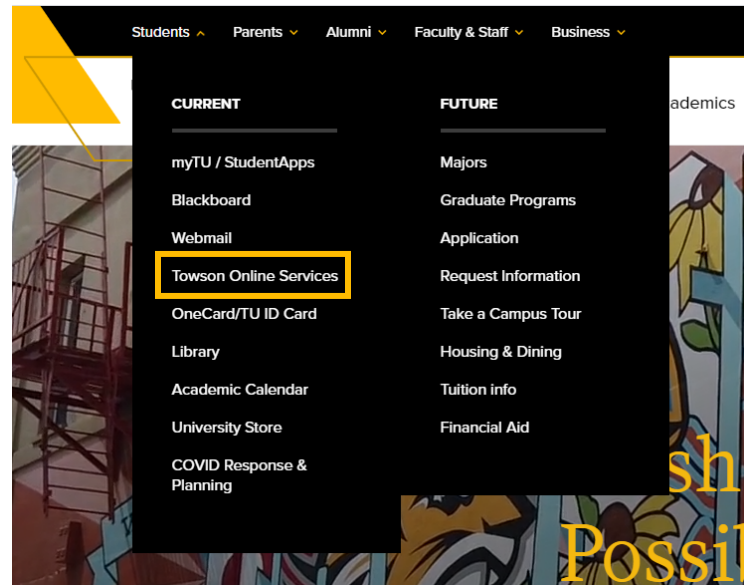 Students Parents Alumni Faculty & Staff Business
ademics
CURRENT
myTU / StudentApps
Blackboard
Webmail
Towson Online Services
OneCard/TU ID Card
Library
Academic Calendar
University Store
COVID Response &
Planning
FUTURE
Majors
Graduate Programs
Application
Request Information
Take a Campus Tour
Housing & Dining
Tuition info
Financial Aid
sh
Possi